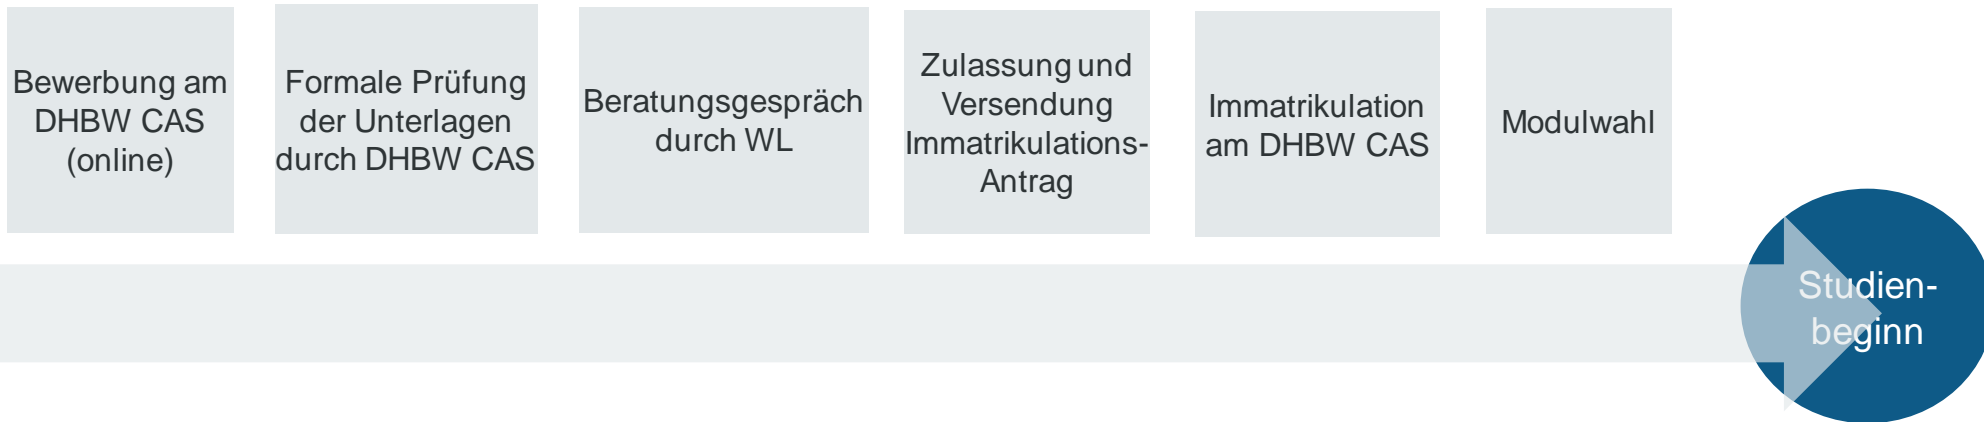 Bewerbung am
DHBW CAS
(online)
Formale Prüfung
der Unterlagen
durch DHBW CAS
Beratungsgespräch
durch WL
Zulassung und
Versendung
Immatrikulations-
Antrag
Immatrikulation
am DHBW CAS
Modulwahl
Studien-
beginn